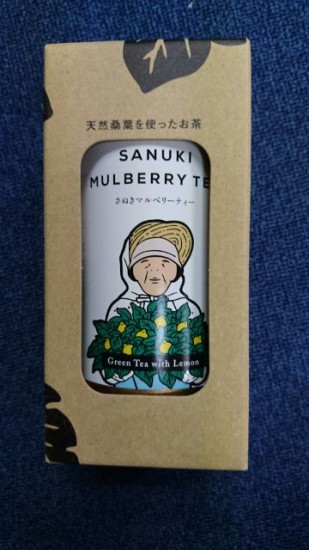 天然桑葉を使ったお茶
SANUKI
MULBERRY TE
さぬきマルベリーティー
Green Tea with Lemon